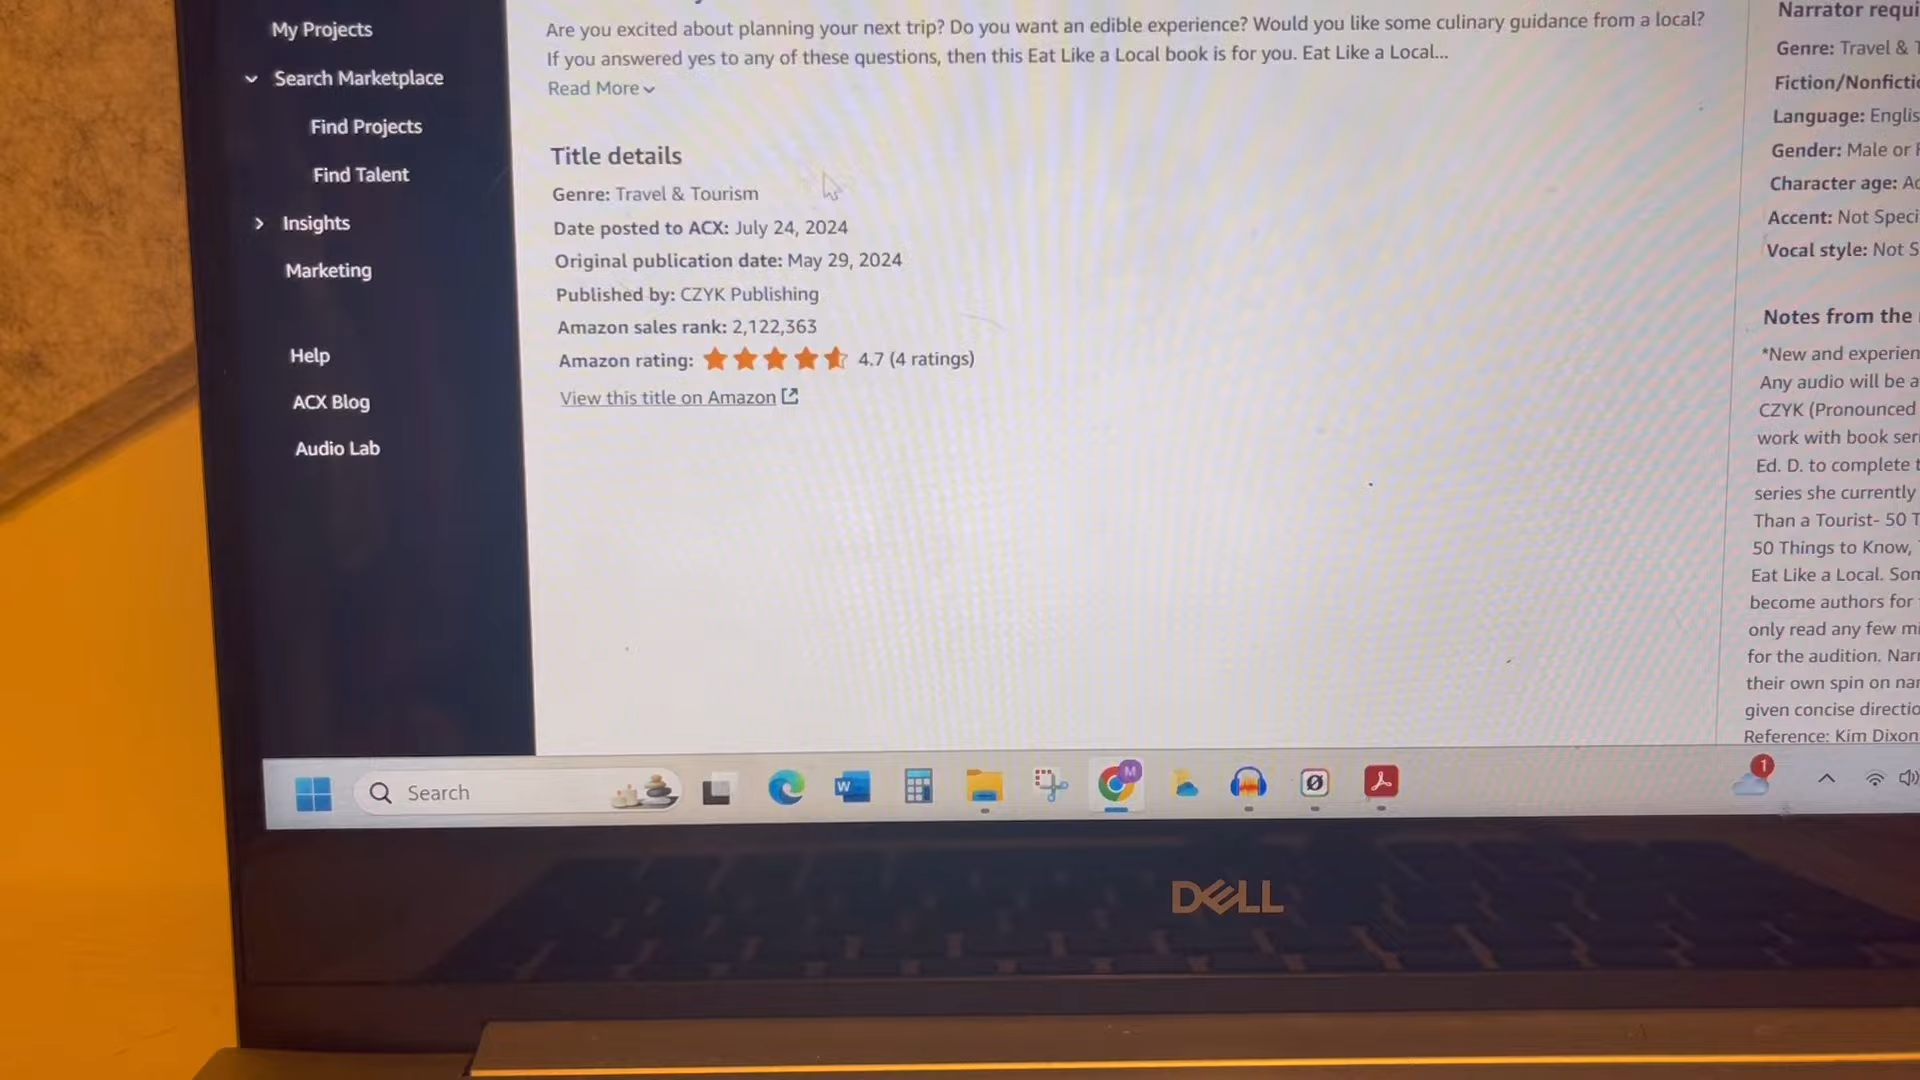 My Projects
Search Marketplace
Find Projects
Find Talent
Insights
Marketing
Help
ACX Blog
Audio Lab
Are you excited about planning your next trip? Do you want an edible experience? Would you like some culinary guidance from a local?
If you answered yes to any of these questions, then this Eat Like a Local book is for you. Eat Like a Local...
Read More
Title details
Genre: Travel & Tourism
Date posted to ACX: July 24, 2024
Original publication date: May 29, 2024
Published by: CZYK Publishing
Amazon sales rank: 2,122,363
Amazon rating: 4.7 (4 ratings)
View this title on Amazon
Narrator requi
Genre: Travel & T
Fiction/Nonfictio
Language: Englis
Gender: Male or F
Character age: Ad
Accent: Not Speci
Vocal style: Not S
Notes from the
*New and experien
Any audio will be a
CZYK (Pronounced
work with book seri
Ed. D. to complete t
series she currently
Than a Tourist- 50 T
50 Things to Know,
Eat Like a Local. Som
become authors for
only read any few mi
for the audition. Narr
their own spin on nar
given concise directio
Reference: Kim Dixon
Search
W
M
1
DELL